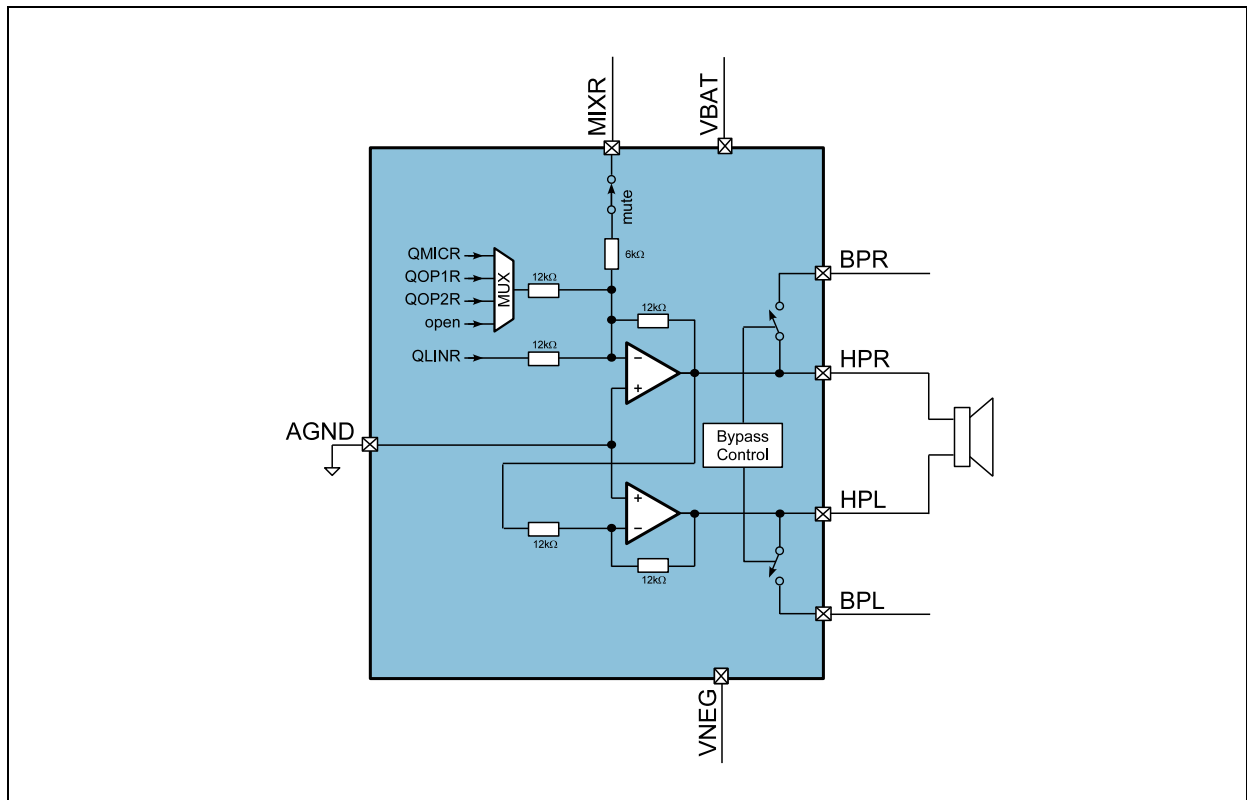 MIXR
VBAT
mute
6kΩ
QMICR
QOP1R
QOP2R
open
MUX
12kΩ
12kΩ
QLINR
12kΩ
−
+
BPR
HPR
AGND
Bypass
Control
+
−
12kΩ
12kΩ
HPL
BPL
VNEG